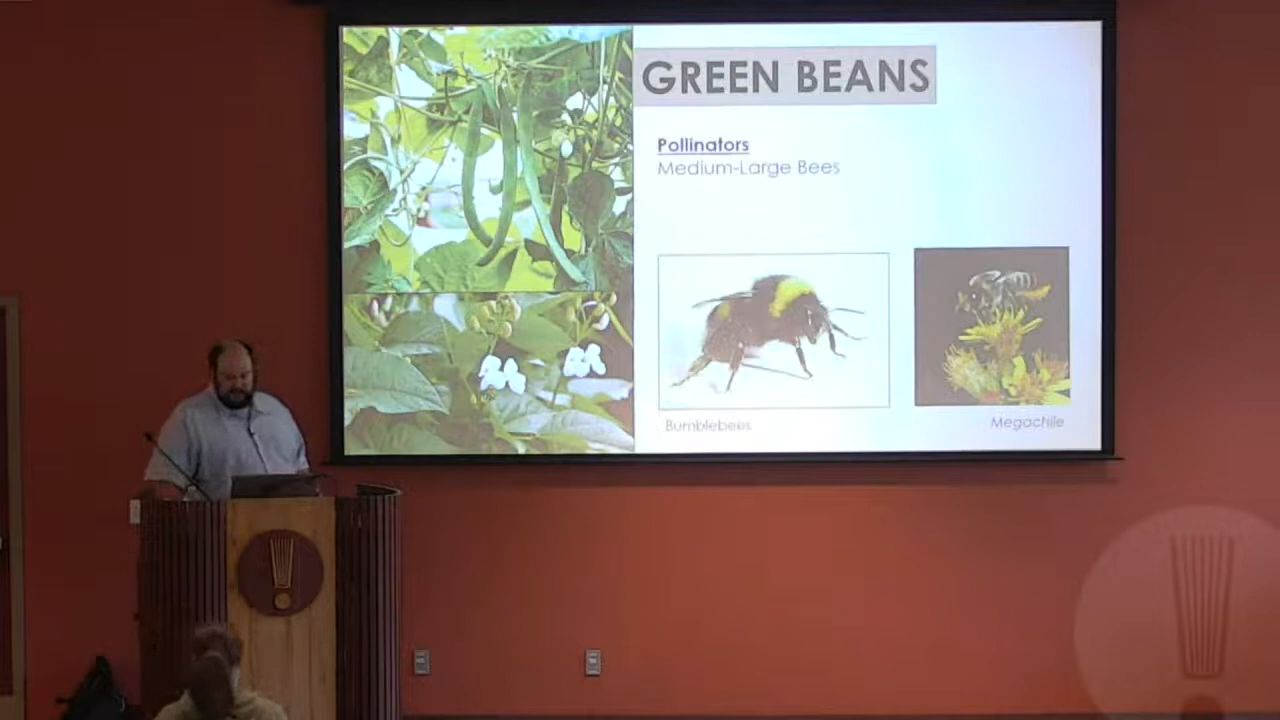 GREEN BEANS
Pollinators
Medium-Large Bees
Bumblebees
Megachile